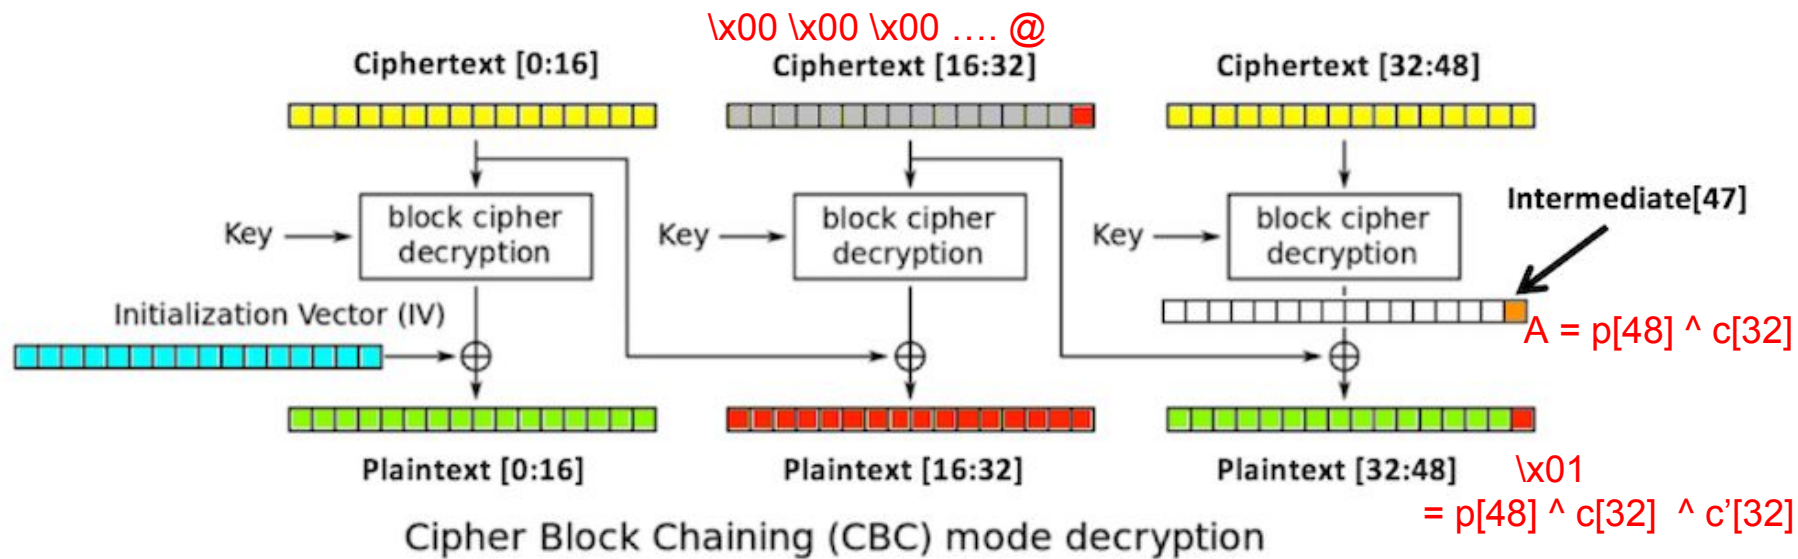 \x00 \x00 \x00 .... @
Ciphertext [0:16]
Ciphertext [16:32]
Ciphertext [32:48]
Key
block cipher
decryption
Key
block cipher
decryption
Key
block cipher
decryption
Intermediate[47]
Initialization Vector (IV)
A = p[48] ^ c[32]
Plaintext [0:16]
Plaintext [16:32]
Plaintext [32:48]
\x01
= p[48] ^ c[32] ^ c’[32]
Cipher Block Chaining (CBC) mode decryption